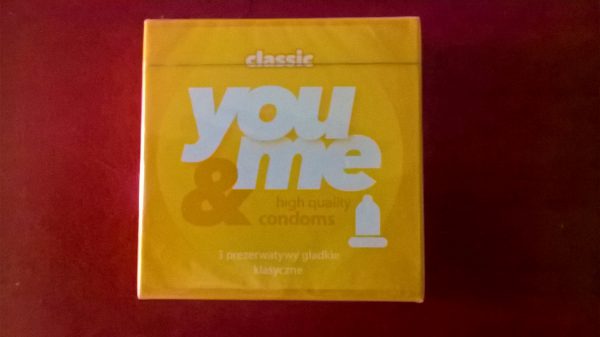 classic
you
& me
high quality
condoms
3 prezerwatywy gładkie
klasyczne